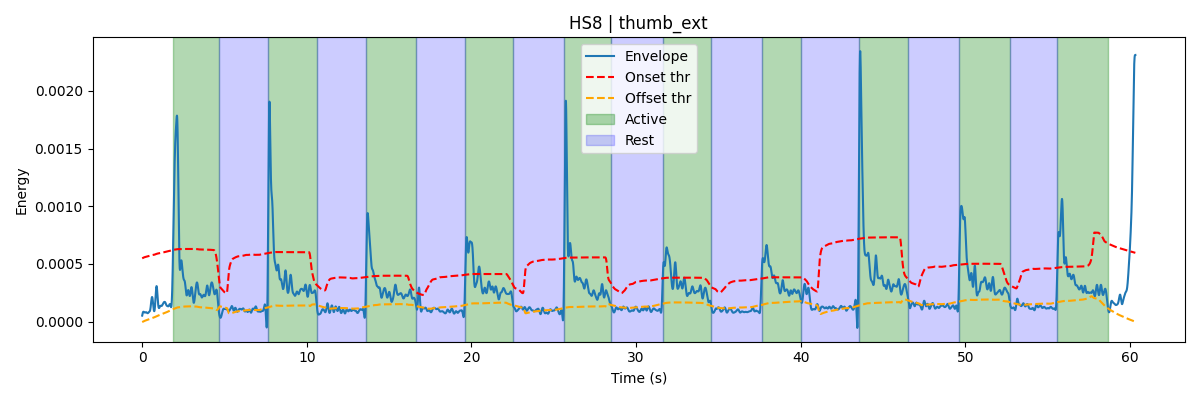 HS8 | thumb_ext
Envelope
Onset thr
Offset thr
Active
Rest
Energy
0.0020
0.0015
0.0010
0.0005
0.0000
0 10 20 30 40 50 60
Time (s)